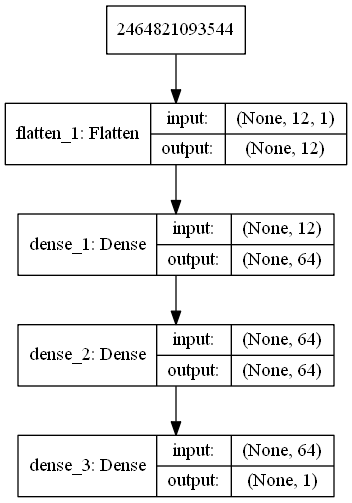 2464821093544
flatten_1: Flatten
input:
(None, 12, 1)
output:
(None, 12)
dense_1: Dense
input:
(None, 12)
output:
(None, 64)
dense_2: Dense
input:
(None, 64)
output:
(None, 64)
dense_3: Dense
input:
(None, 64)
output:
(None, 1)